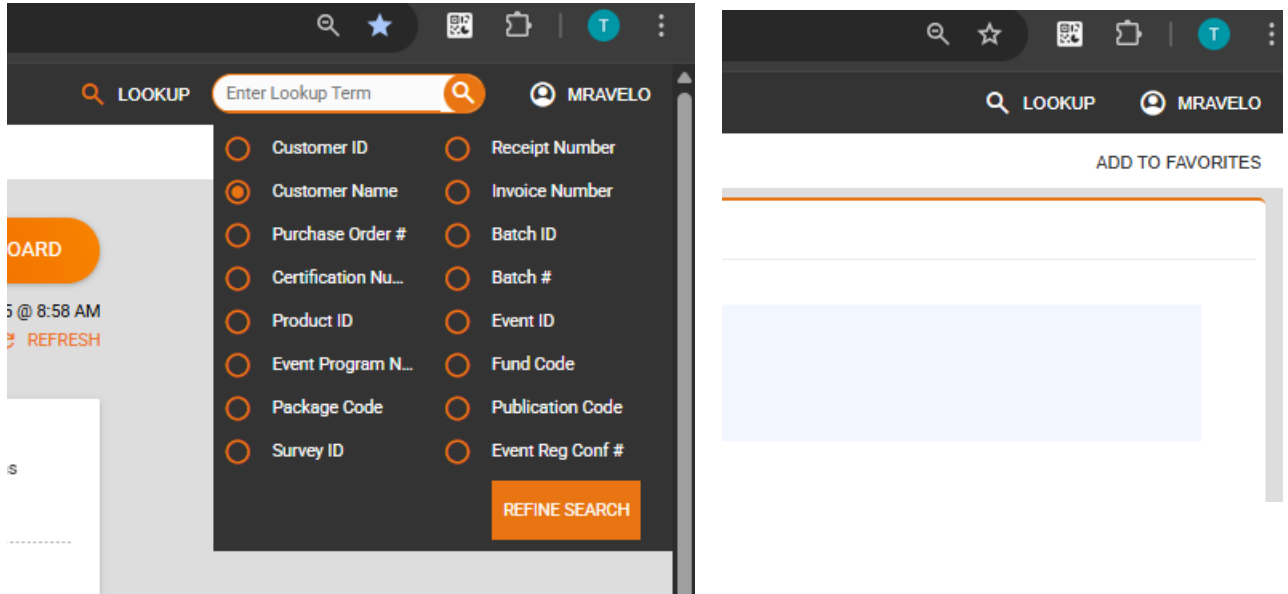 T
LOOKUP
Enter Lookup Term
MRAVELO
Customer ID
Receipt Number
Customer Name
Invoice Number
Purchase Order #
Batch ID
Certification Nu...
Batch #
Product ID
Event ID
Event Program N...
Fund Code
Package Code
Publication Code
Survey ID
Event Reg Conf #
REFINE SEARCH
OARD
5 @ 8:58 AM
REFRESH
s
T
LOOKUP
MRAVELO
ADD TO FAVORITES